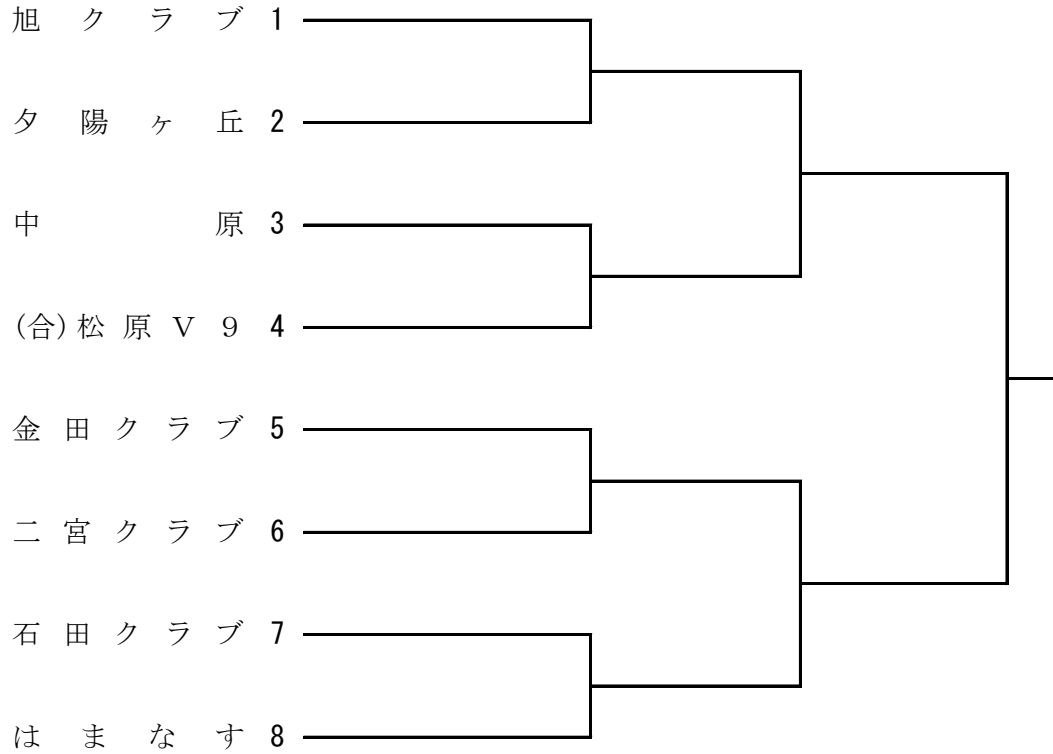 旭クラブ 1
夕陽ヶ丘 2
中原 3
(合)松原V9 4
金田クラブ 5
二宮クラブ 6
石田クラブ 7
はまなす 8